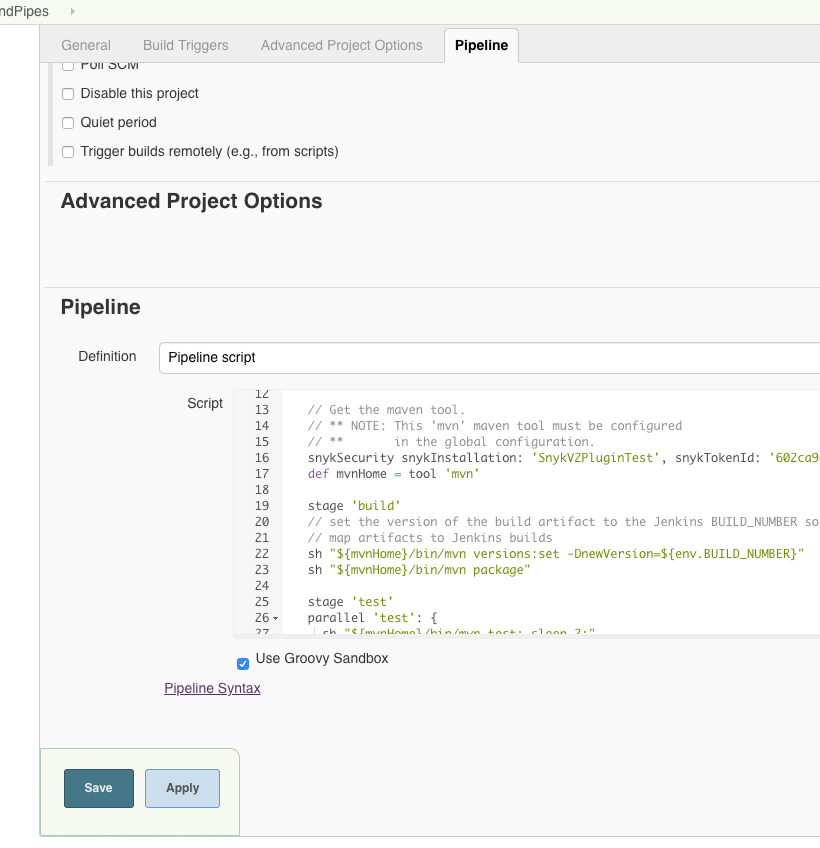 ndPipes
General Build Triggers Advanced Project Options Pipeline
Poll SCM
Disable this project
Quiet period
Trigger builds remotely (e.g., from scripts)
Advanced Project Options
Pipeline
Definition Pipeline script
Script
12
13 // Get the maven tool.
14 // ** NOTE: This 'mvn' maven tool must be configured
15 // ** in the global configuration.
16 snykSecurity snykInstallation: 'SnykV2PluginTest', snykTokenId: '602ca9
17 def mvnHome = tool 'mvn'
18
19 stage 'build'
20 // set the version of the build artifact to the Jenkins BUILD_NUMBER so
21 // map artifacts to Jenkins builds
22 sh "${mvnHome}/bin/mvn versions:set -DnewVersion=${env.BUILD_NUMBER}"
23 sh "${mvnHome}/bin/mvn package"
24
25 stage 'test'
26 parallel 'test': {
27 sh "${mvnHome}/bin/mvn test; sleep 2;"
Use Groovy Sandbox
Pipeline Syntax
Save Apply